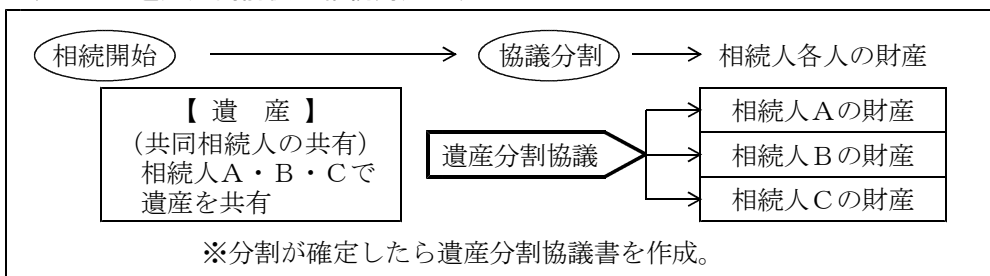 相続開始
協議分割
相続人各人の財産
【 遺 産 】
(共同相続人の共有)
相続人A・B・Cで
遺産を共有
遺産分割協議
相続人Aの財産
相続人Bの財産
相続人Cの財産
※分割が確定したら遺産分割協議書を作成。